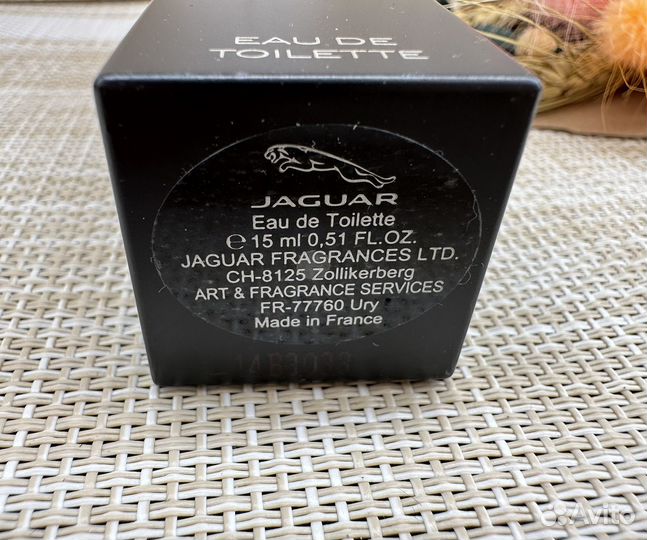 EAU DE
TOILETTE
JAGUAR
Eau de Toilette
℮ 15 ml 0,51 FL.OZ.
JAGUAR FRAGRANCES LTD.
CH-8125 Zollikerberg
ART & FRAGRANCE SERVICES
FR-77760 Ury
Made in France
Avito